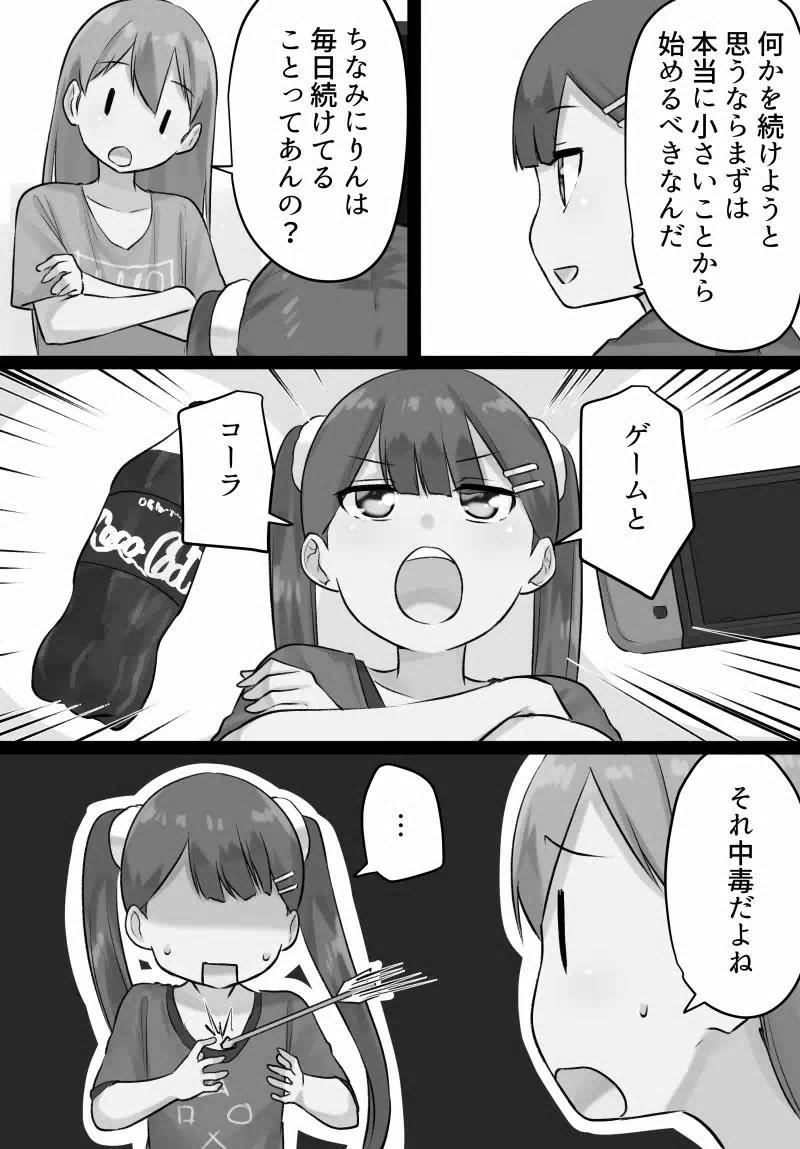 何かを続けようと
思うならまずは
本当に小さいことから
始めるべきなんだ
ちなみにりんは
毎日続けてる
ことってあんの？
ゲームと
コーラ
Coca-Cola
それ中毒だよね
…